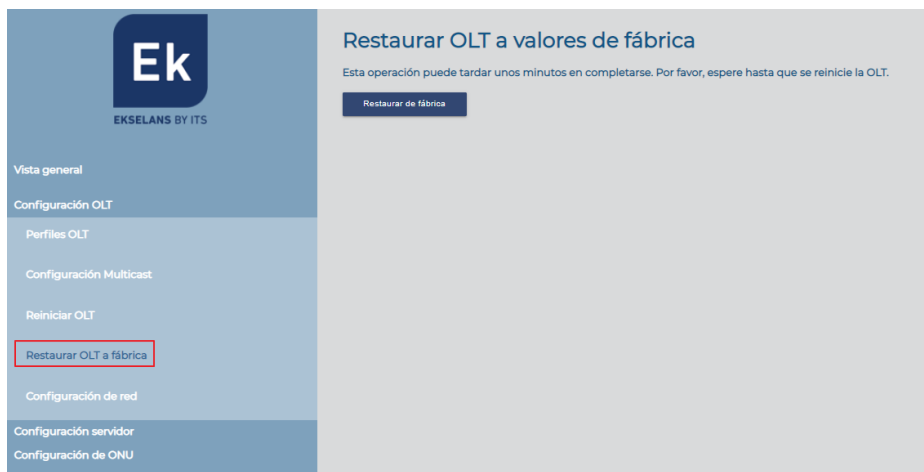 Ek
EKSELANS BY ITS
Vista general
Configuración OLT
Perfiles OLT
Configuración Multicast
Reiniciar OLT
Restaurar OLT a fábrica
Configuración de red
Configuración servidor
Configuración de ONU
Restaurar OLT a valores de fábrica
Esta operación puede tardar unos minutos en completarse. Por favor, espere hasta que se reinicie la OLT.
Restaurar de fábrica